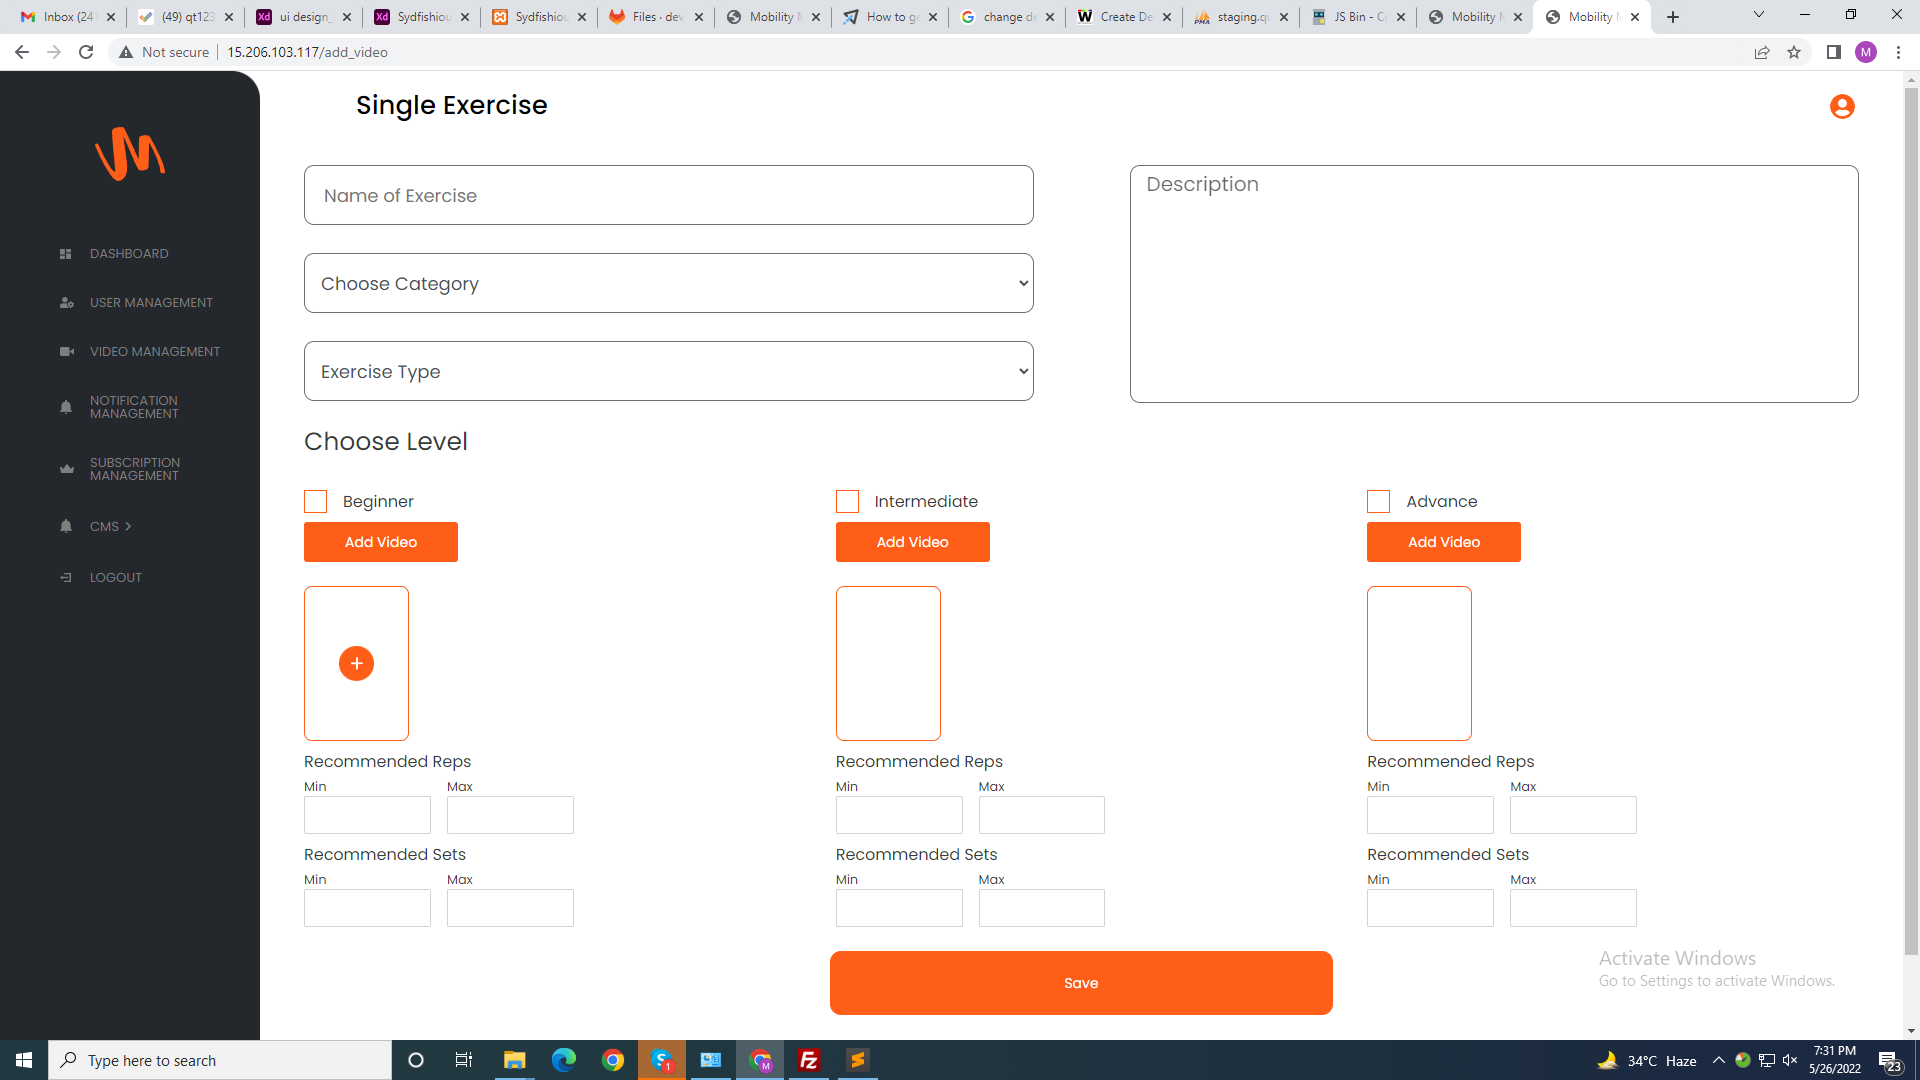 Inbox (24
(49) qt123
ui design_
Sydfishiou
Sydfishiou
Files · dev
Mobility
How to ge
change de
Create De
staging.qu
JS Bin - Co
Mobility
Mobility
Not secure
15.206.103.117/add_video
M
Single Exercise
Name of Exercise
Description
Choose Category
Exercise Type
DASHBOARD
USER MANAGEMENT
VIDEO MANAGEMENT
NOTIFICATION
MANAGEMENT
SUBSCRIPTION
MANAGEMENT
CMS
LOGOUT
Choose Level
Beginner
Intermediate
Advance
Add Video
Add Video
Add Video
Recommended Reps
Recommended Reps
Recommended Reps
Min Max
Min Max
Min Max
Recommended Sets
Recommended Sets
Recommended Sets
Min Max
Min Max
Min Max
Save
Activate Windows
Go to Settings to activate Windows.
Type here to search
34°C Haze
7:31 PM
5/26/2022
23